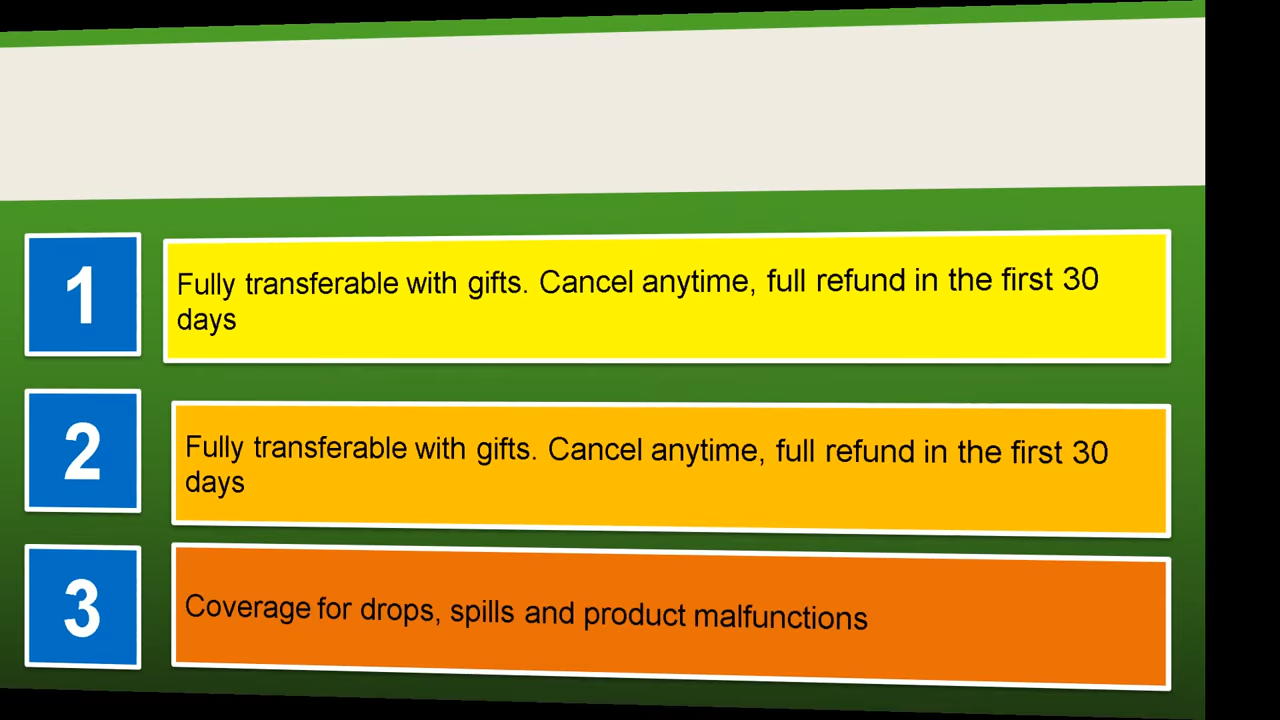 1
Fully transferable with gifts. Cancel anytime, full refund in the first 30
days
2
Fully transferable with gifts. Cancel anytime, full refund in the first 30
days
3
Coverage for drops, spills and product malfunctions